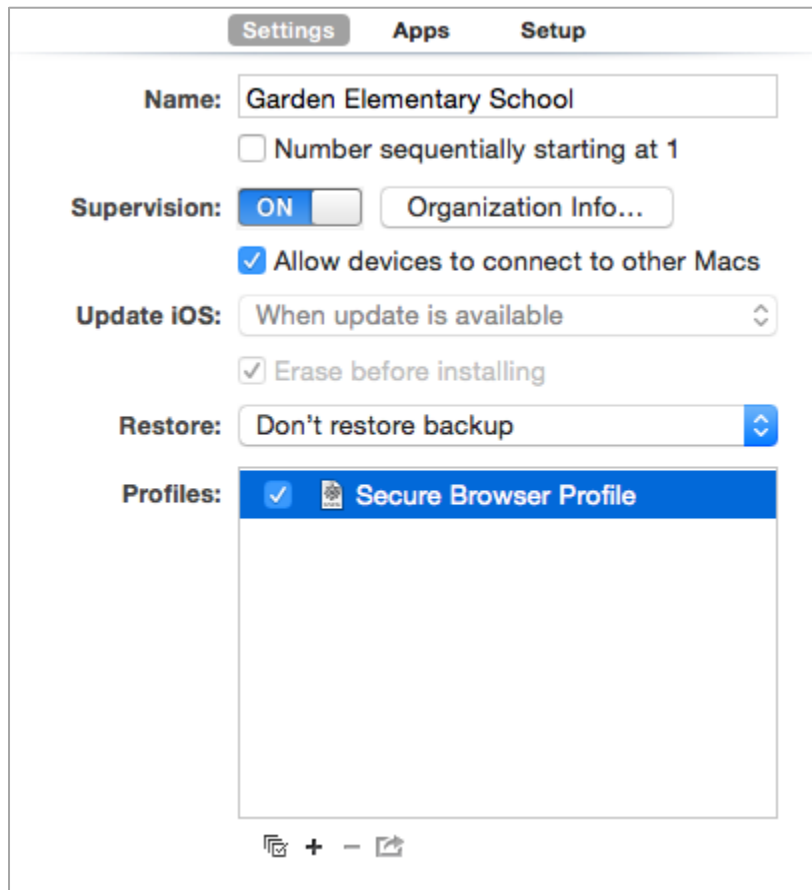 Settings Apps Setup
Name: Garden Elementary School
Number sequentially starting at 1
Supervision: ON Organization Info...
Allow devices to connect to other Macs
Update iOS: When update is available
Erase before installing
Restore: Don’t restore backup
Profiles: Secure Browser Profile